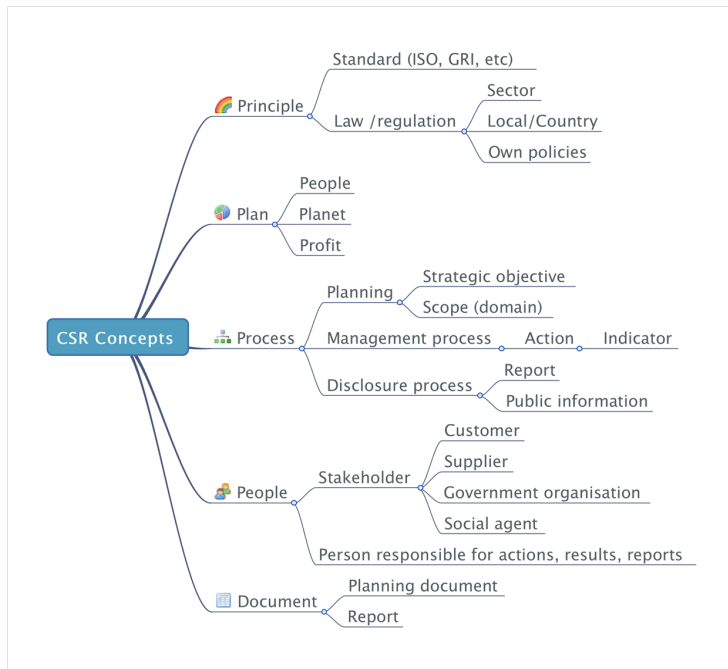 CSR Concepts
Principle
Standard (ISO, GRI, etc)
Law /regulation
Sector
Local/Country
Own policies
Plan
People
Planet
Profit
Process
Planning
Strategic objective
Scope (domain)
Management process
Action
Indicator
Disclosure process
Report
Public information
People
Stakeholder
Customer
Supplier
Government organisation
Social agent
Person responsible for actions, results, reports
Document
Planning document
Report